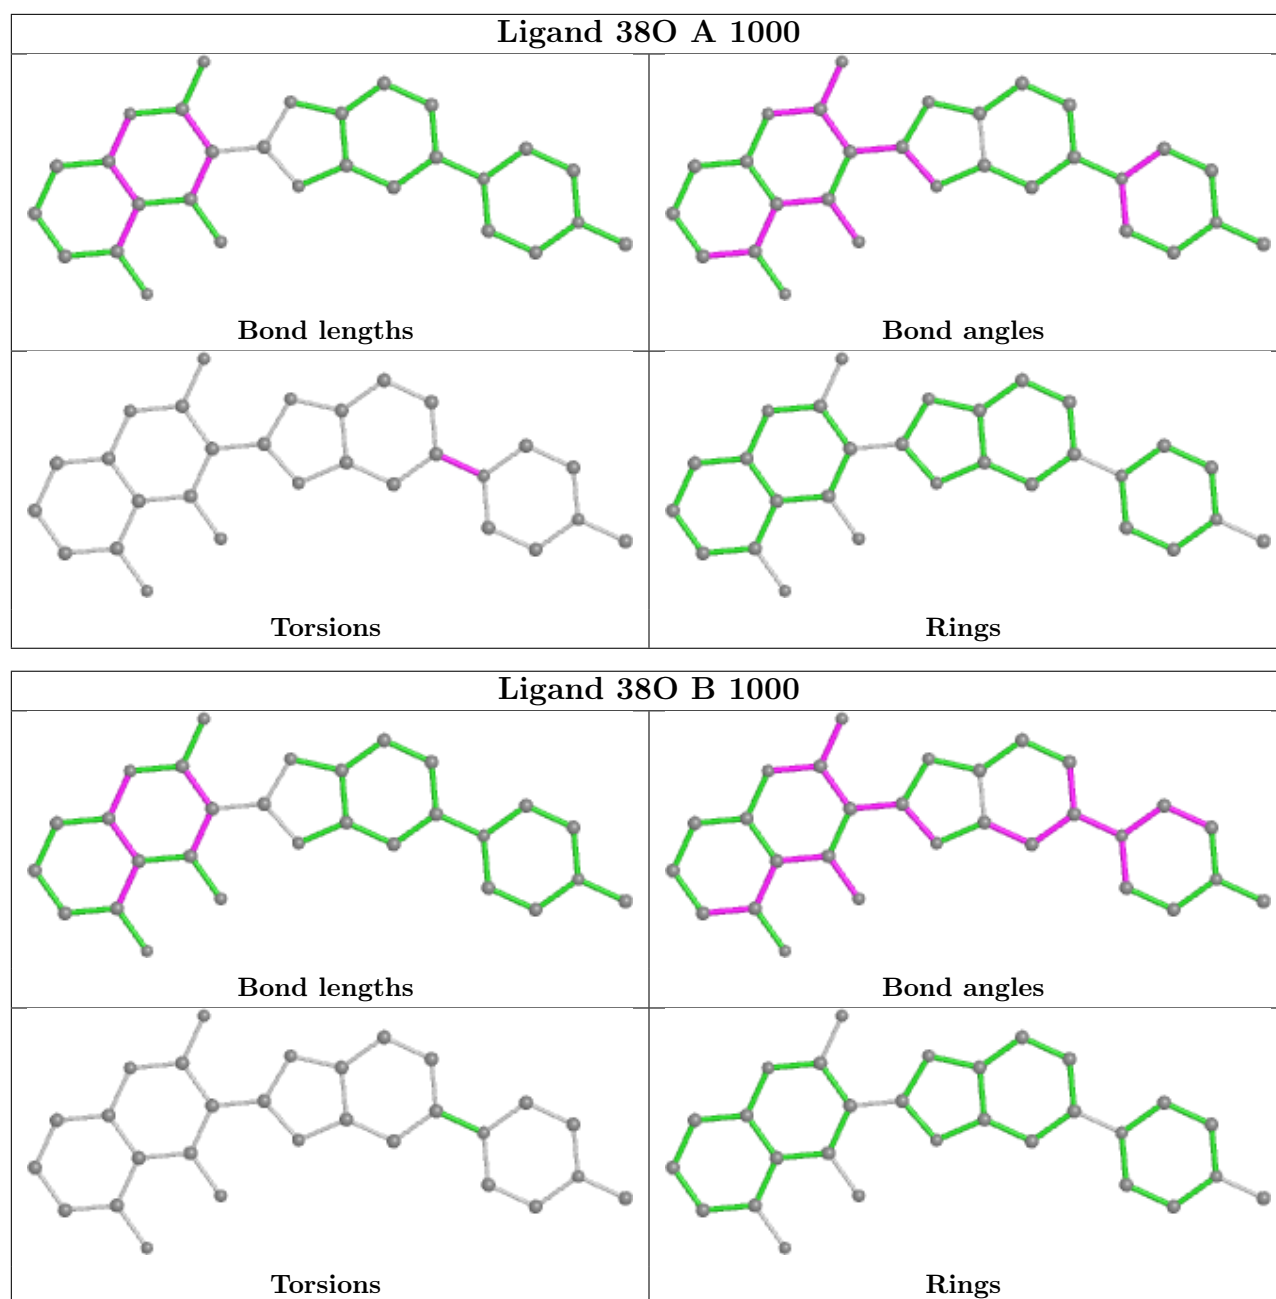 Ligand 38O A 1000
Bond lengths
Bond angles
Torsions
Rings
Ligand 38O B 1000
Bond lengths
Bond angles
Torsions
Rings